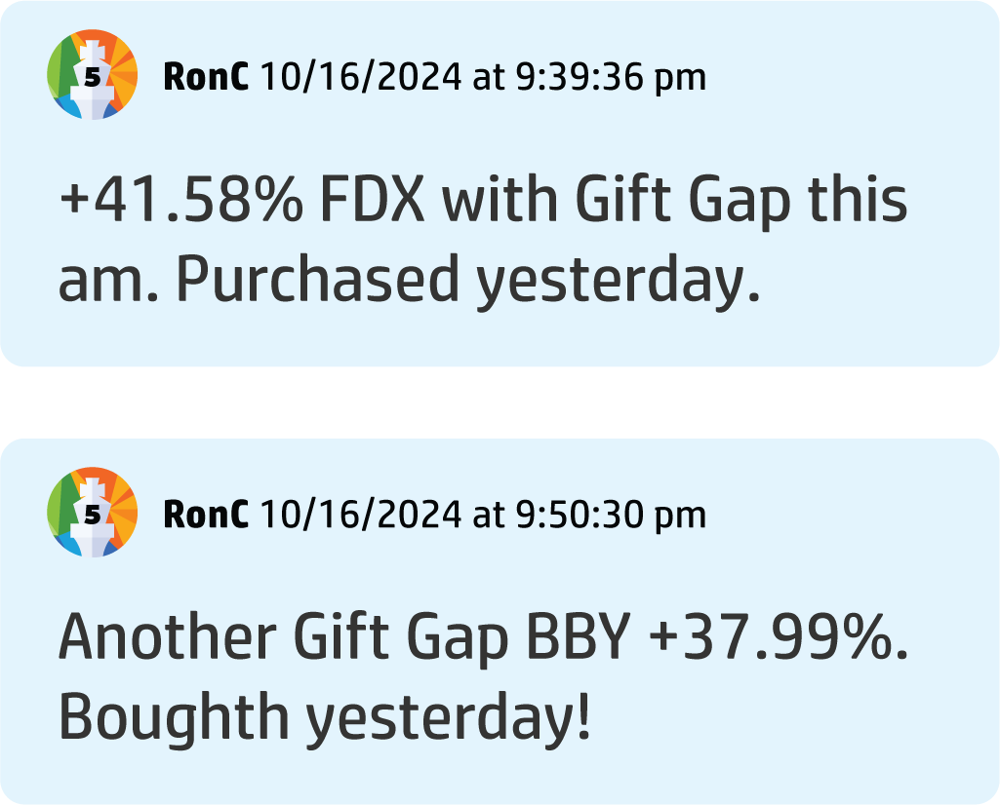 5
RonC 10/16/2024 at 9:39:36 pm
+41.58% FDX with Gift Gap this
am. Purchased yesterday.
5
RonC 10/16/2024 at 9:50:30 pm
Another Gift Gap BBY +37.99%.
Boughth yesterday!